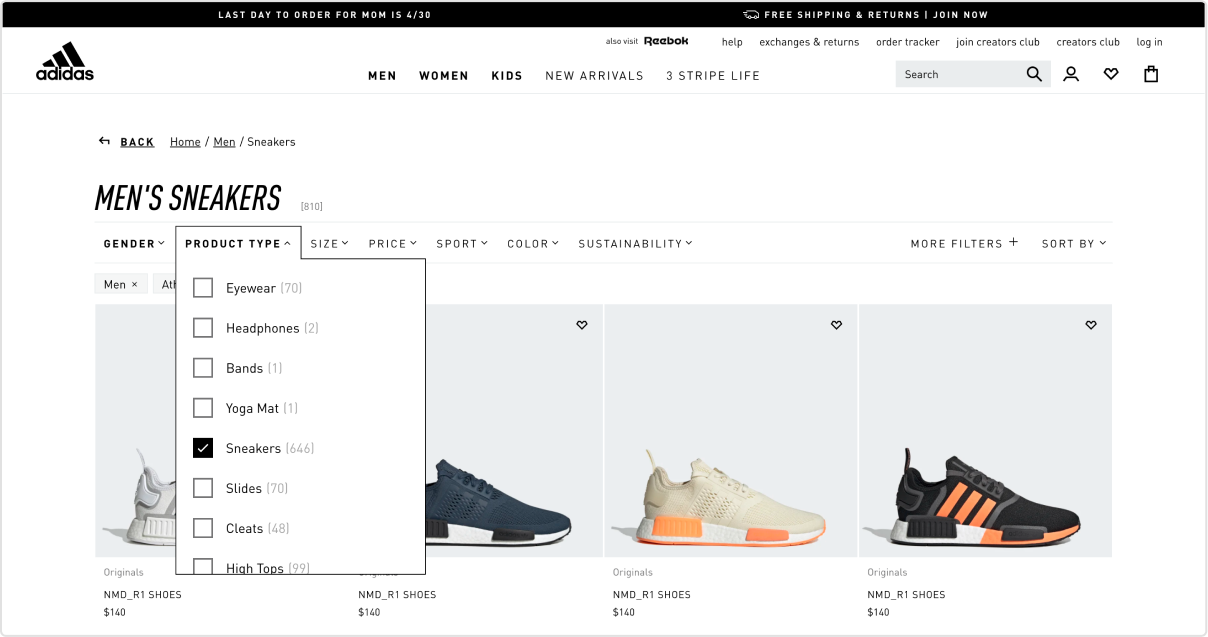 LAST DAY TO ORDER FOR MOM IS 4/30
FREE SHIPPING & RETURNS | JOIN NOW
also visit Reebok
help
exchanges & returns
order tracker
join creators club
creators club
log in
adidas
MEN
WOMEN
KIDS
NEW ARRIVALS
3 STRIPE LIFE
Search
BACK
Home / Men / Sneakers
MEN'S SNEAKERS [810]
GENDER
PRODUCT TYPE
SIZE
PRICE
SPORT
COLOR
SUSTAINABILITY
MORE FILTERS +
SORT BY
Men ×
Ath
Eyewear (70)
Headphones (2)
Bands (1)
Yoga Mat (1)
Sneakers (646)
Slides (70)
Cleats (48)
High Tops (99)
Originals
NMD_R1 SHOES
$140
Originals
NMD_R1 SHOES
$140
Originals
NMD_R1 SHOES
$140
Originals
NMD_R1 SHOES
$140